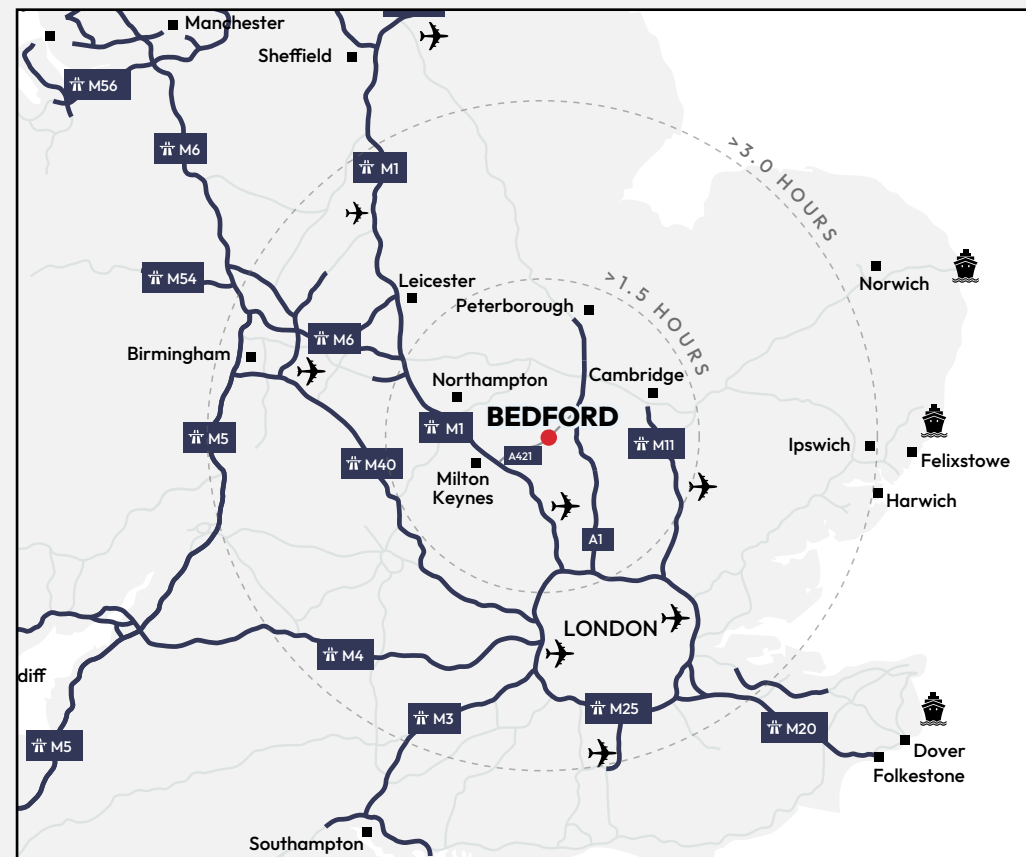 Manchester
Sheffield
M56
M6
M1
>3.0 HOURS
M54
Leicester
Norwich
>1.5 HOURS
Peterborough
M6
Birmingham
Northampton
Cambridge
BEDFORD
M5
M1
M11
A421
M40
Ipswich
Felixstowe
Milton
Keynes
Harwich
A1
LONDON
M4
diff
M25
M3
M20
M5
Dover
Folkestone
Southampton